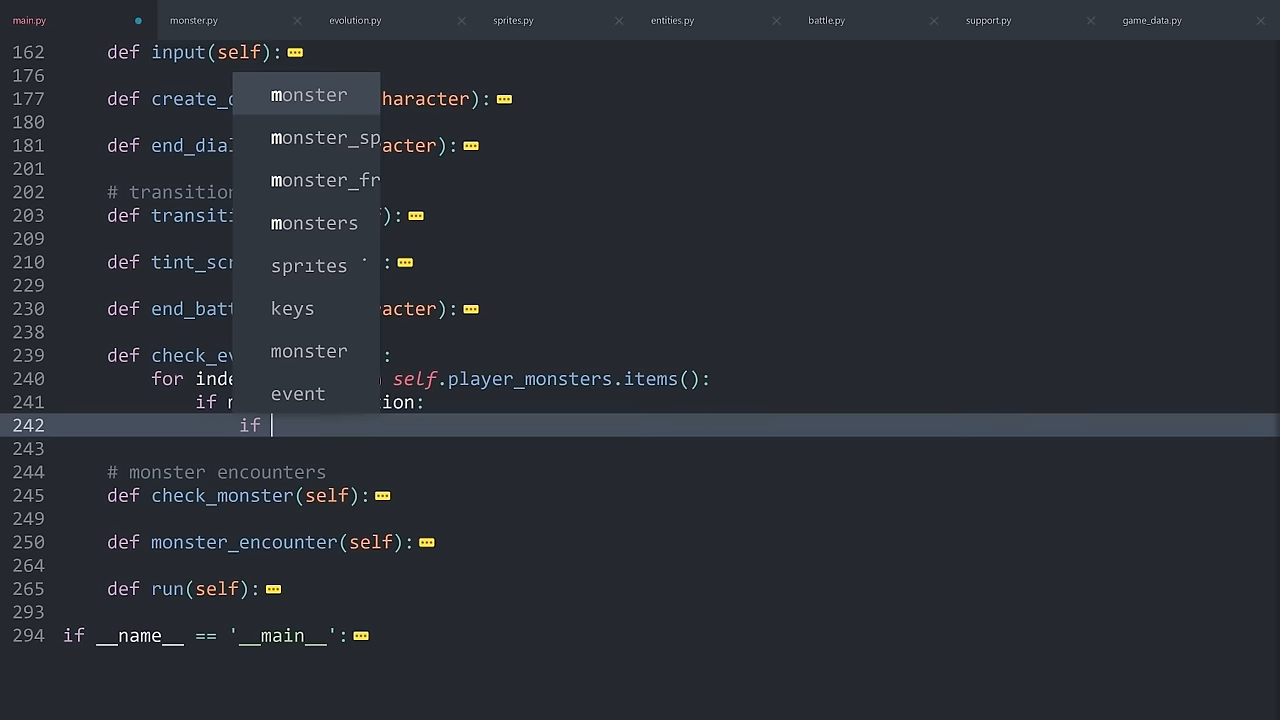 main.py monster.py evolution.py sprites.py entities.py battle.py support.py game_data.py
162 def input(self):
176
177 def create_d haracter):
180
181 def end_dial acter):
201
202 # transition
203 def transiti ):
209
210 def tint_scr :
229
230 def end_batt acter):
238
239 def check_ev :
240 for inde self.player_monsters.items():
241 if tion:
242 if
243
244 # monster encounters
245 def check_monster(self):
249
250 def monster_encounter(self):
264
265 def run(self):
293
294 if __name__ == '__main__':
monster
monster_sp
monster_fr
monsters
sprites
keys
monster
event